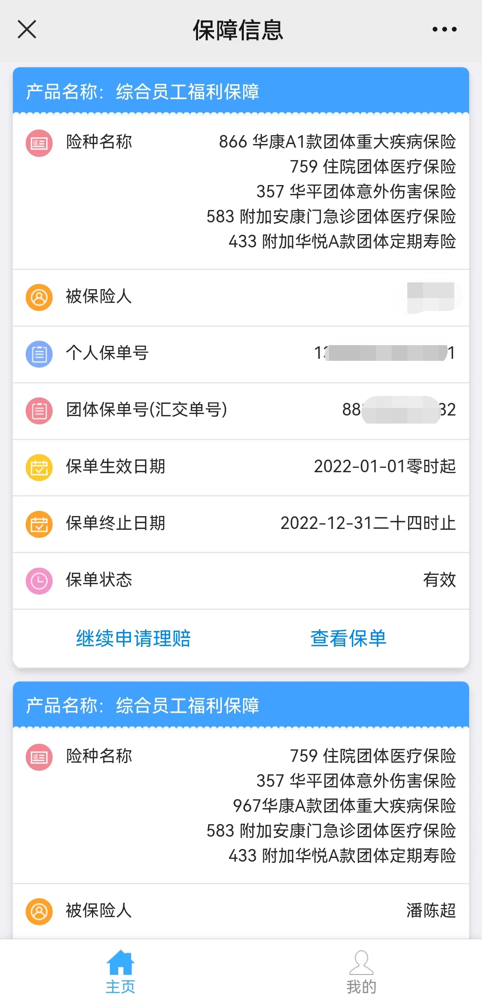 保障信息
产品名称：综合员工福利保障
险种名称 866 华康A1款团体重大疾病保险
759 住院团体医疗保险
357 华平团体意外伤害保险
583 附加安康门急诊团体医疗保险
433 附加华悦A款团体定期寿险
被保险人
个人保单号 13 1
团体保单号(汇交单号) 88 32
保单生效日期 2022-01-01零时起
保单终止日期 2022-12-31二十四时止
保单状态 有效
继续申请理赔 查看保单
产品名称：综合员工福利保障
险种名称 759 住院团体医疗保险
357 华平团体意外伤害保险
967华康A款团体重大疾病保险
583 附加安康门急诊团体医疗保险
433 附加华悦A款团体定期寿险
被保险人 潘陈超
主页 我的